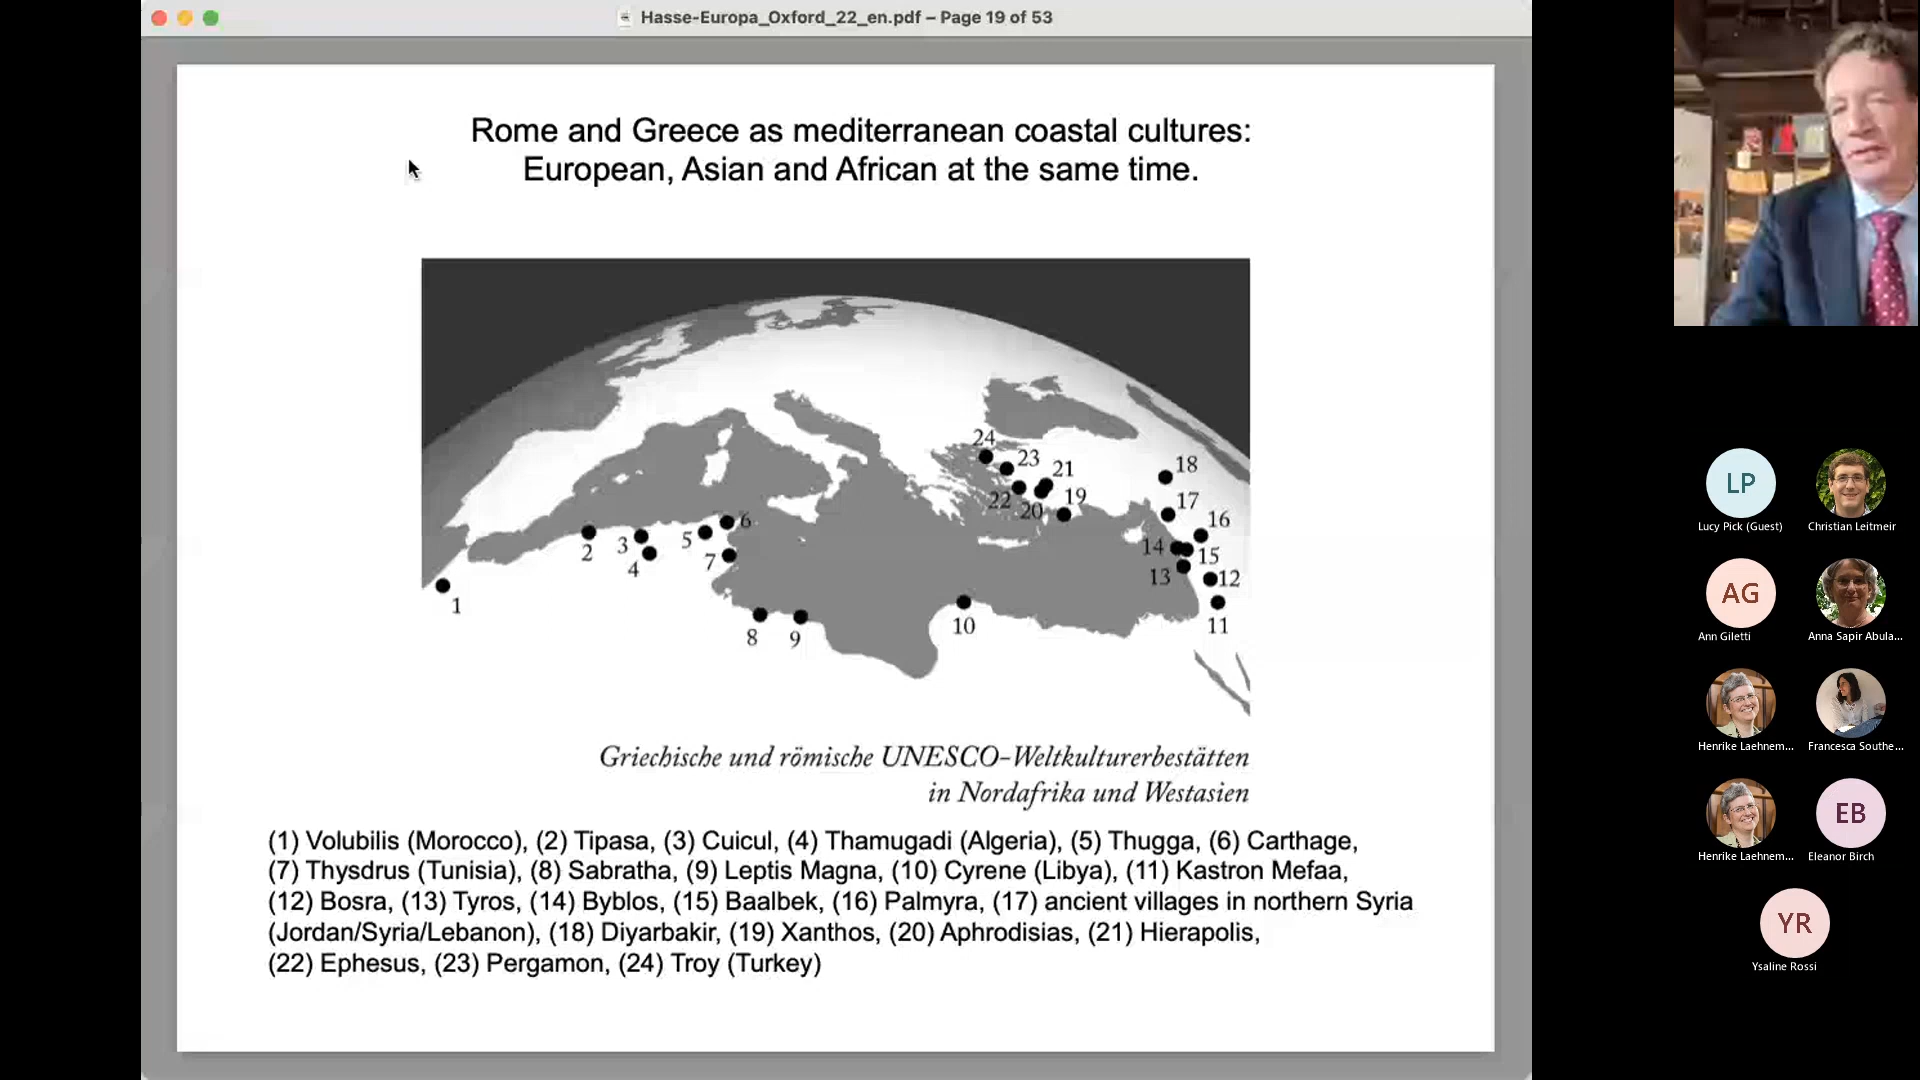 Hasse-Europa_Oxford_22_en.pdf – Page 19 of 53
Rome and Greece as mediterranean coastal cultures:
European, Asian and African at the same time.
24
23
21
18
22
20
19
17
16
6
2
3
5
14
15
4
7
13
12
1
8
9
10
11
Griechische und römische UNESCO-Weltkulturerbestätten
in Nordafrika und Westasien
(1) Volubilis (Morocco), (2) Tipasa, (3) Cuicul, (4) Thamugadi (Algeria), (5) Thugga, (6) Carthage,
(7) Thysdrus (Tunisia), (8) Sabratha, (9) Leptis Magna, (10) Cyrene (Libya), (11) Kastron Mefaa,
(12) Bosra, (13) Tyros, (14) Byblos, (15) Baalbek, (16) Palmyra, (17) ancient villages in northern Syria
(Jordan/Syria/Lebanon), (18) Diyarbakir, (19) Xanthos, (20) Aphrodisias, (21) Hierapolis,
(22) Ephesus, (23) Pergamon, (24) Troy (Turkey)
LP
Lucy Pick (Guest)
Christian Leitmeir
AG
Ann Giletti
Anna Sapir Abula...
Henrike Laehnem...
Francesca Southe...
Henrike Laehnem...
EB
Eleanor Birch
YR
Ysaline Rossi